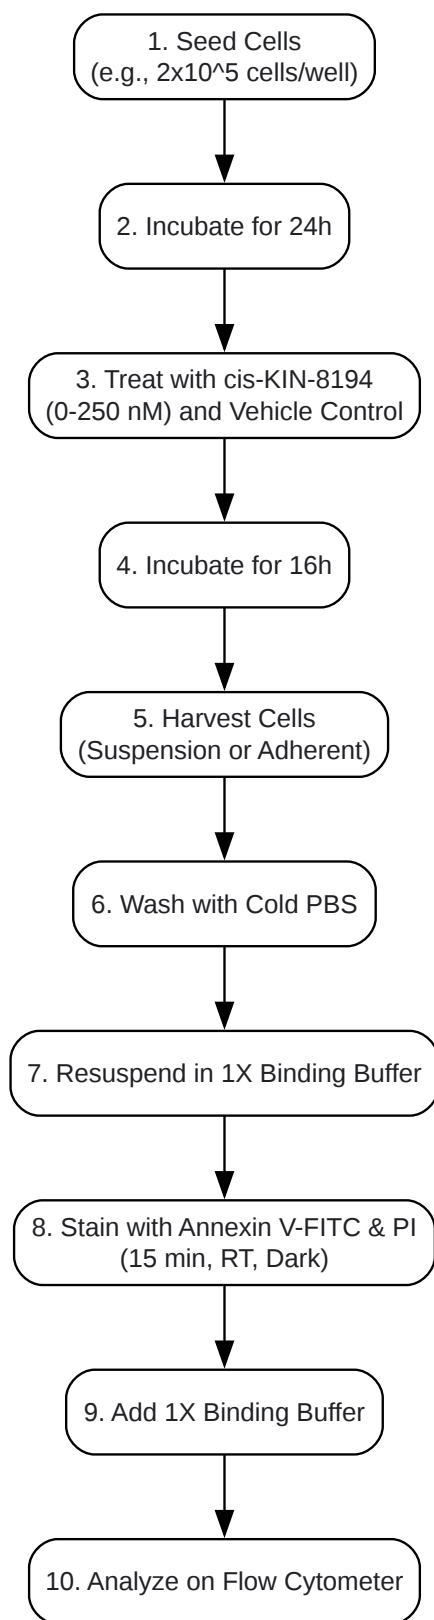 1. Seed Cells
(e.g., 2x10^5 cells/well)
2. Incubate for 24h
3. Treat with cis-KIN-8194
(0-250 nM) and Vehicle Control
4. Incubate for 16h
5. Harvest Cells
(Suspension or Adherent)
6. Wash with Cold PBS
7. Resuspend in 1X Binding Buffer
8. Stain with Annexin V-FITC & PI
(15 min, RT, Dark)
9. Add 1X Binding Buffer
10. Analyze on Flow Cytometer